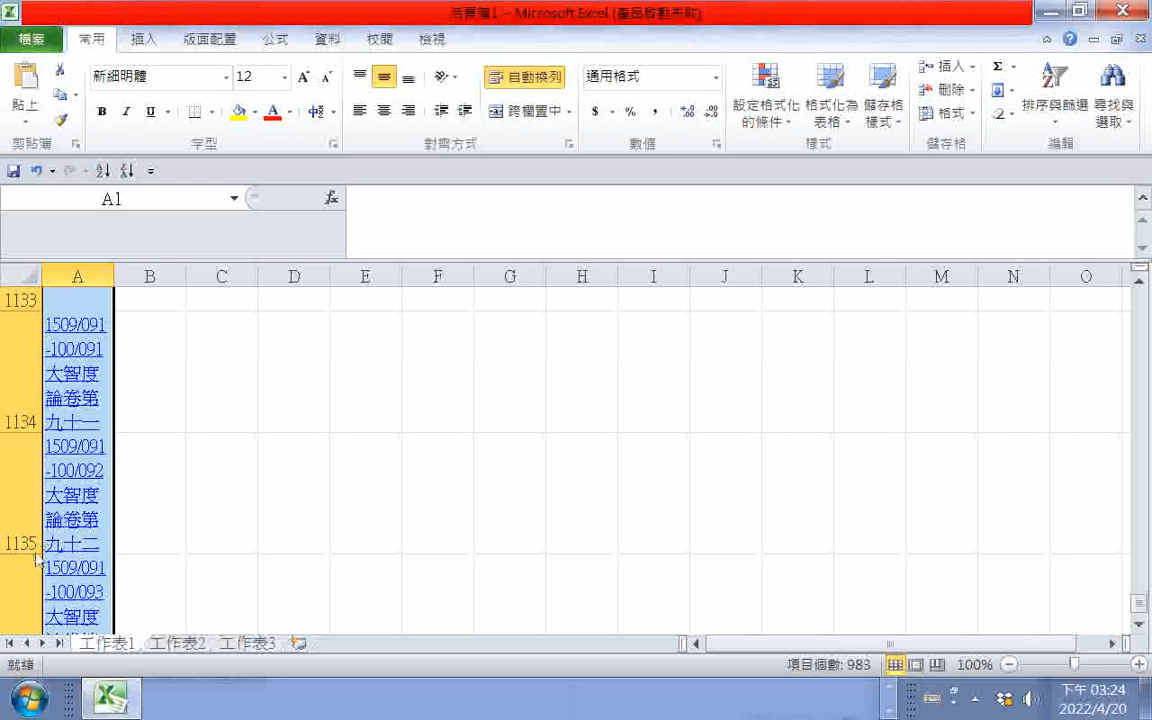 活頁簿1 - Microsoft Excel (產品啟動失敗)
檔案 常用 插入 版面配置 公式 資料 校閱 檢視
貼上
新細明體 12
B I U
自動換列
跨欄置中
通用格式
$ % ,
設定格式化的條件
格式化為表格
儲存格樣式
插入
刪除
格式
Σ
排序與篩選
尋找與選取
剪貼簿 字型 對齊方式 數值 樣式 儲存格 編輯
A1 fx
A B C D E F G H I J K L M N O
1133
1509/091
-100/091
大智度
論卷第
1134 九十一
1509/091
-100/092
大智度
論卷第
1135 九十二
1509/091
-100/093
大智度
工作表1 工作表2 工作表3
就緒 項目個數: 983 100%
下午 03:24
2022/4/20